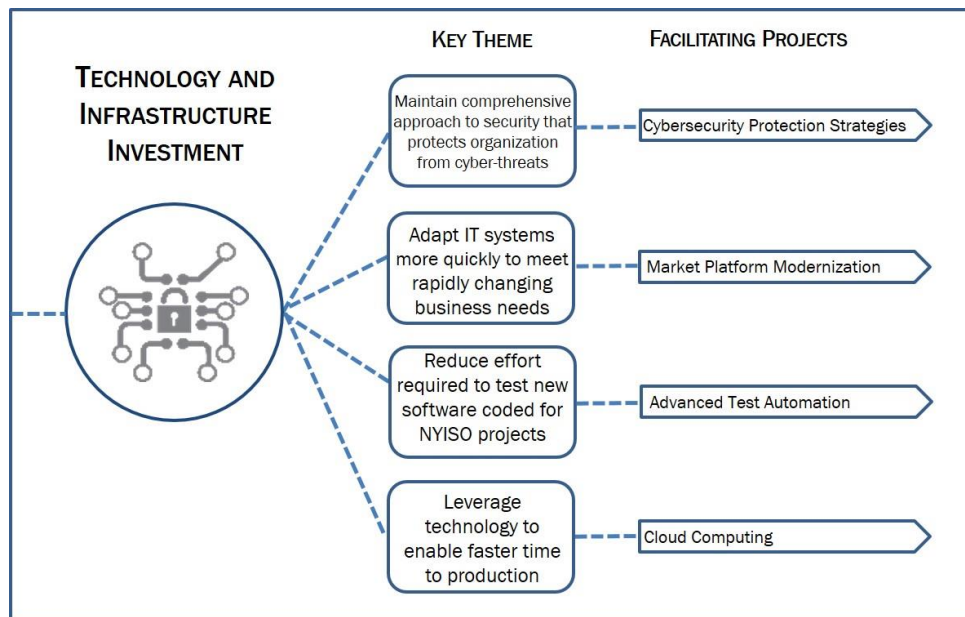 KEY THEME
FACILITATING PROJECTS
TECHNOLOGY AND
INFRASTRUCTURE
INVESTMENT
Maintain comprehensive
approach to security that
protects organization
from cyber-threats
Cybersecurity Protection Strategies
Adapt IT systems
more quickly to meet
rapidly changing
business needs
Market Platform Modernization
Reduce effort
required to test new
software coded for
NYISO projects
Advanced Test Automation
Leverage
technology to
enable faster time
to production
Cloud Computing